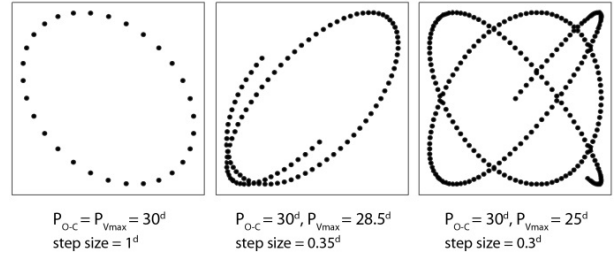 P_O-C = P_Vmax = 30^d
step size = 1^d
P_O-C = 30^d, P_Vmax = 28.5^d
step size = 0.35^d
P_O-C = 30^d, P_Vmax = 25^d
step size = 0.3^d